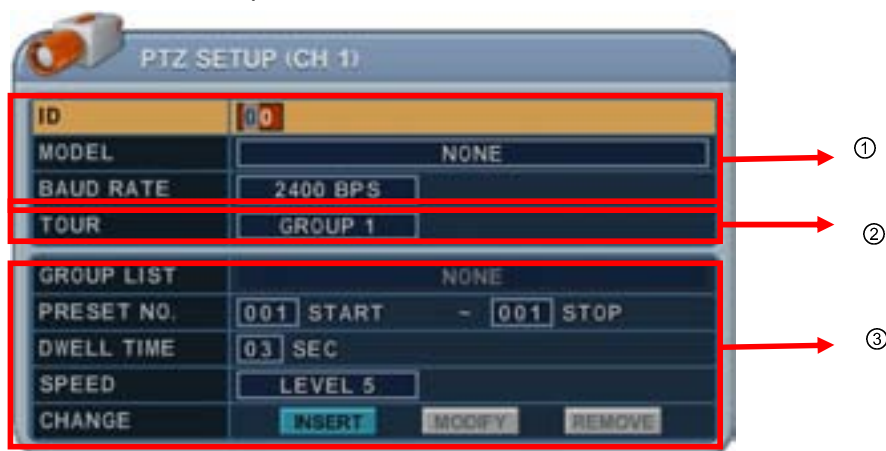 PTZ SETUP (CH 1)
ID 00
MODEL NONE ①
BAUD RATE 2400 BPS
TOUR GROUP 1 ②
GROUP LIST NONE
PRESET NO. 001 START ~ 001 STOP
DWELL TIME 03 SEC ③
SPEED LEVEL 5
CHANGE INSERT MODIFY REMOVE